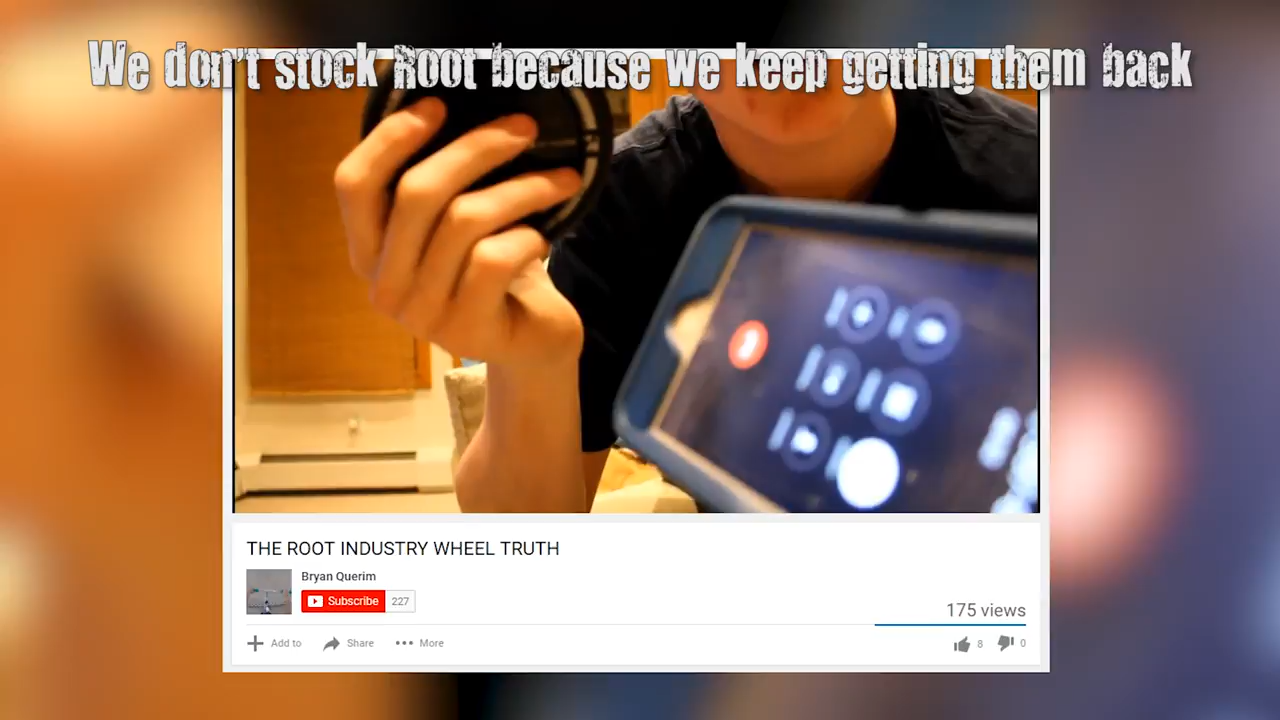 We don't stock Root because we keep getting them back
THE ROOT INDUSTRY WHEEL TRUTH
Bryan Querim
Subscribe 227
175 views
Add to Share More 8 0